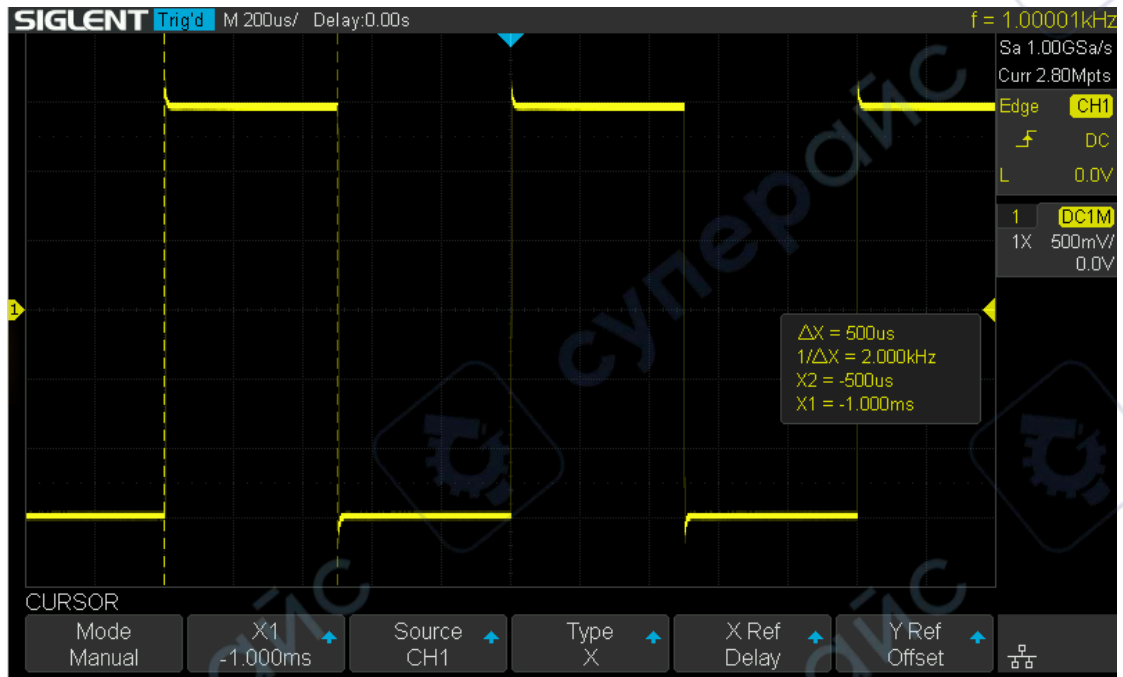 SIGLENT Trig'd M 200us/ Delay:0.00s f = 1.00001kHz
Sa 1.00GSa/s
Curr 2.80Mpts
Edge CH1
DC
L 0.0V
1 DC1M
1X 500mV/
0.0V
1
суперайс
ΔX = 500us
1/ΔX = 2.000kHz
X2 = -500us
X1 = -1.000ms
CURSOR
Mode
Manual
X1
-1.000ms
Source
CH1
Type
X
X Ref
Delay
Y Ref
Offset